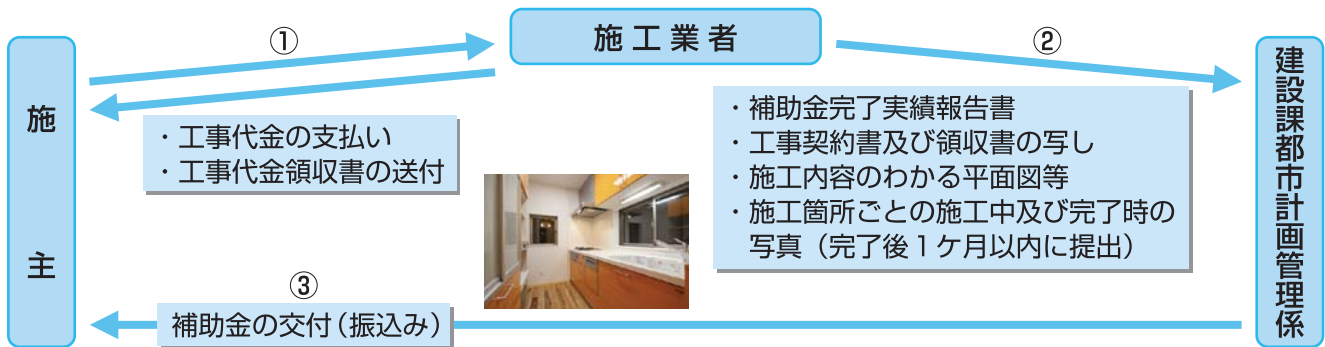 施工業者
①
②
施主
建設課都市計画管理係
・工事代金の支払い
・工事代金領収書の送付
・補助金完了実績報告書
・工事契約書及び領収書の写し
・施工内容のわかる平面図等
・施工箇所ごとの施工中及び完了時の
写真（完了後1ケ月以内に提出）
③
補助金の交付（振込み）